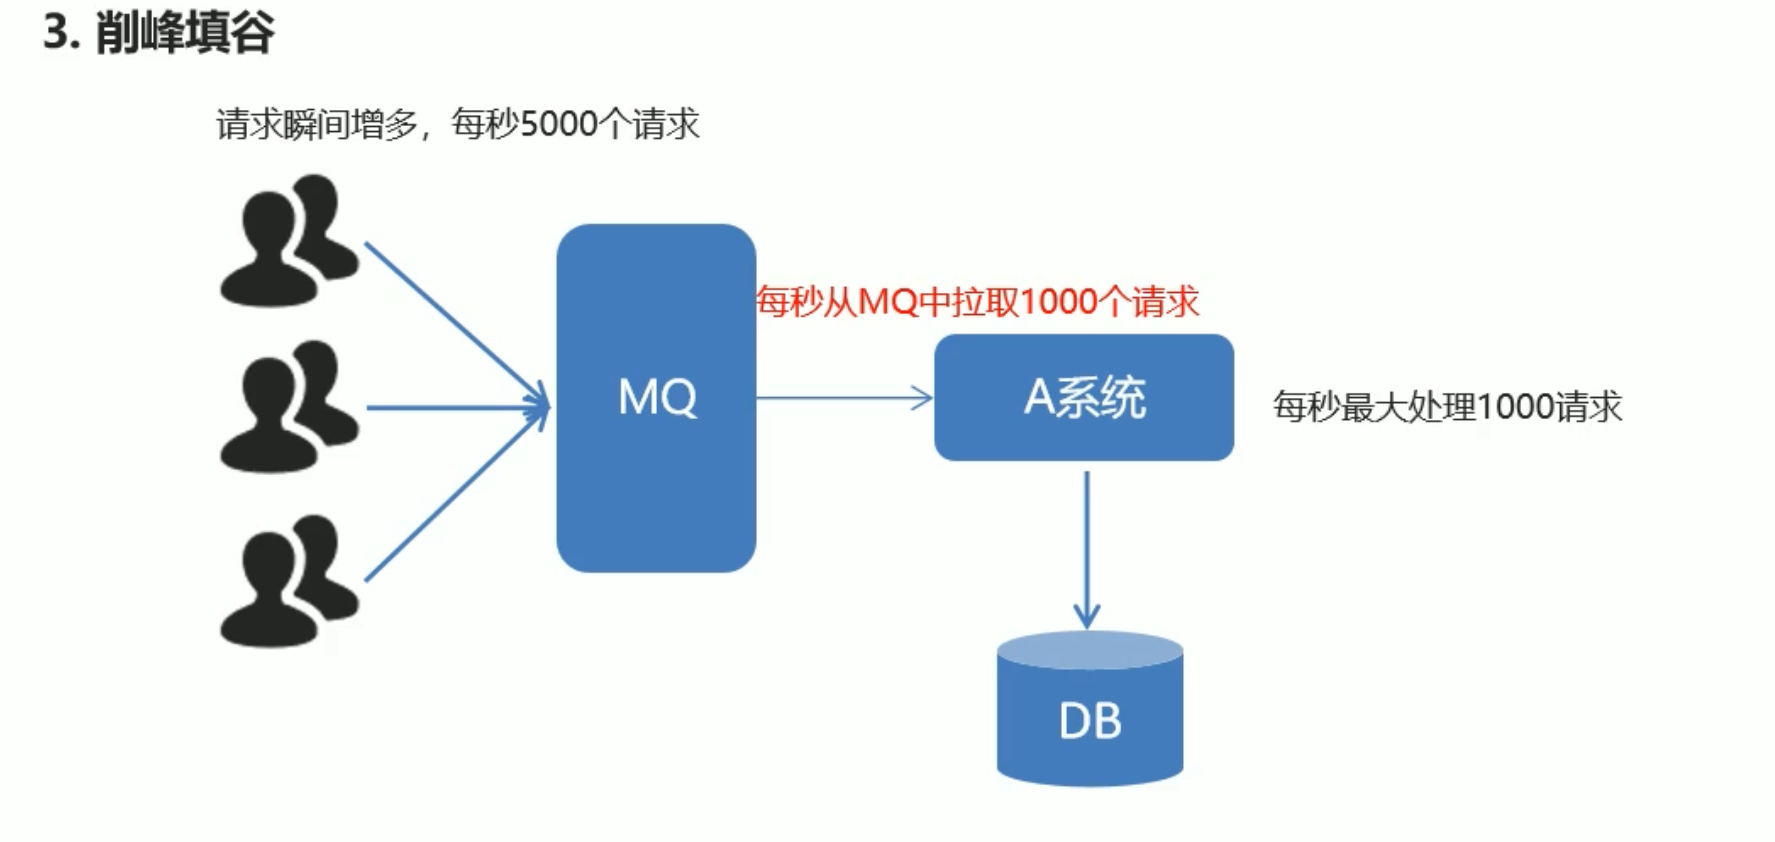 3. 削峰填谷
请求瞬间增多，每秒5000个请求
每秒从MQ中拉取1000个请求
MQ
A系统
每秒最大处理1000请求
DB